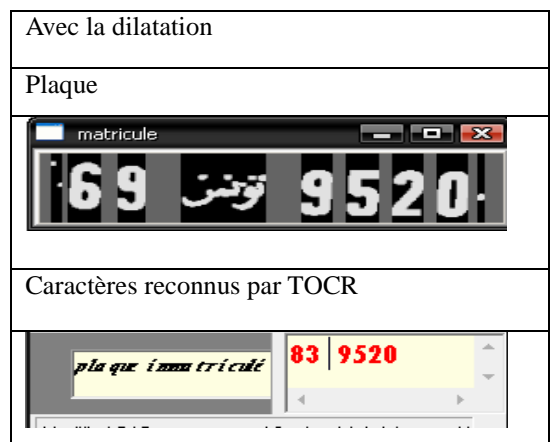 Avec la dilatation
Plaque
matricule
69 تونس 9520
Caractères reconnus par TOCR
plaque immatriculé
83 9520